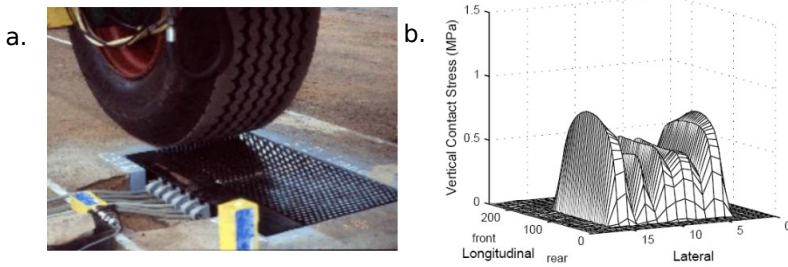 a.
b.
Vertical Contact Stress (MPa)
1.5
1
0.5
0
200
100
0
front
Longitudinal
rear
15
10
5
0
Lateral